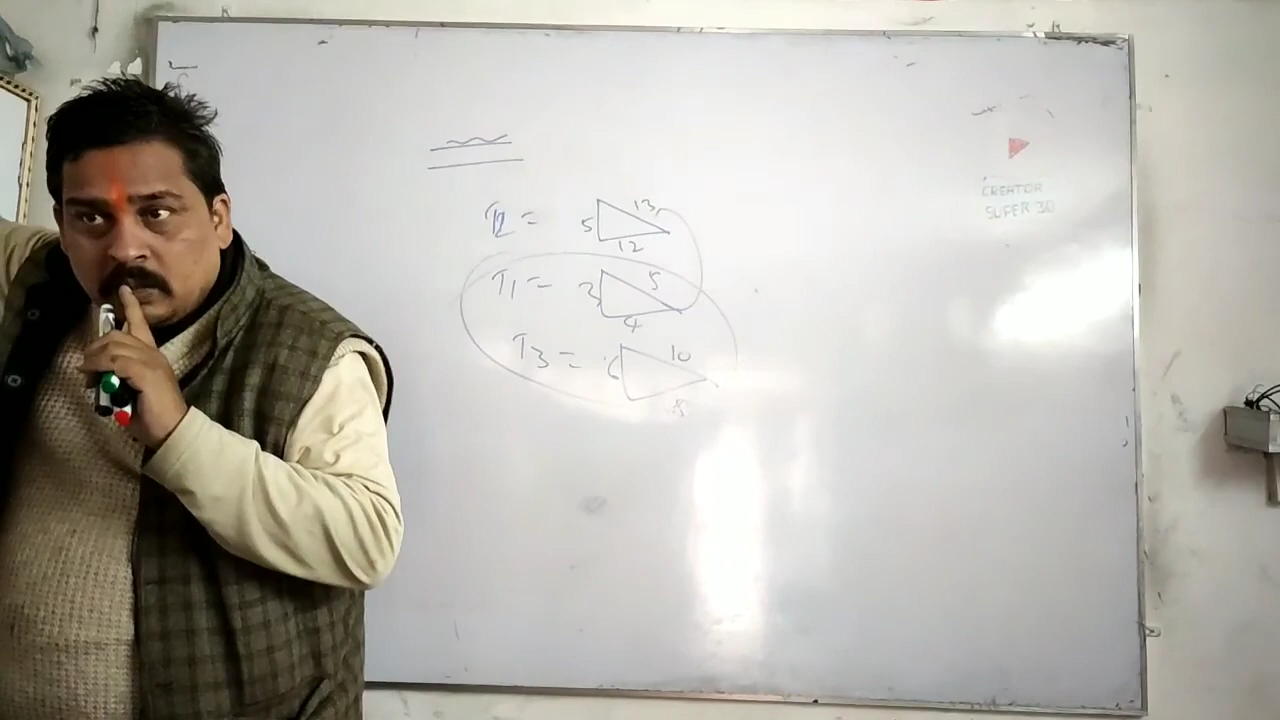 CREATOR
SUPER 30
T2 = 5 13 12
T1 = 3 5 4
T3 = 6 10 8